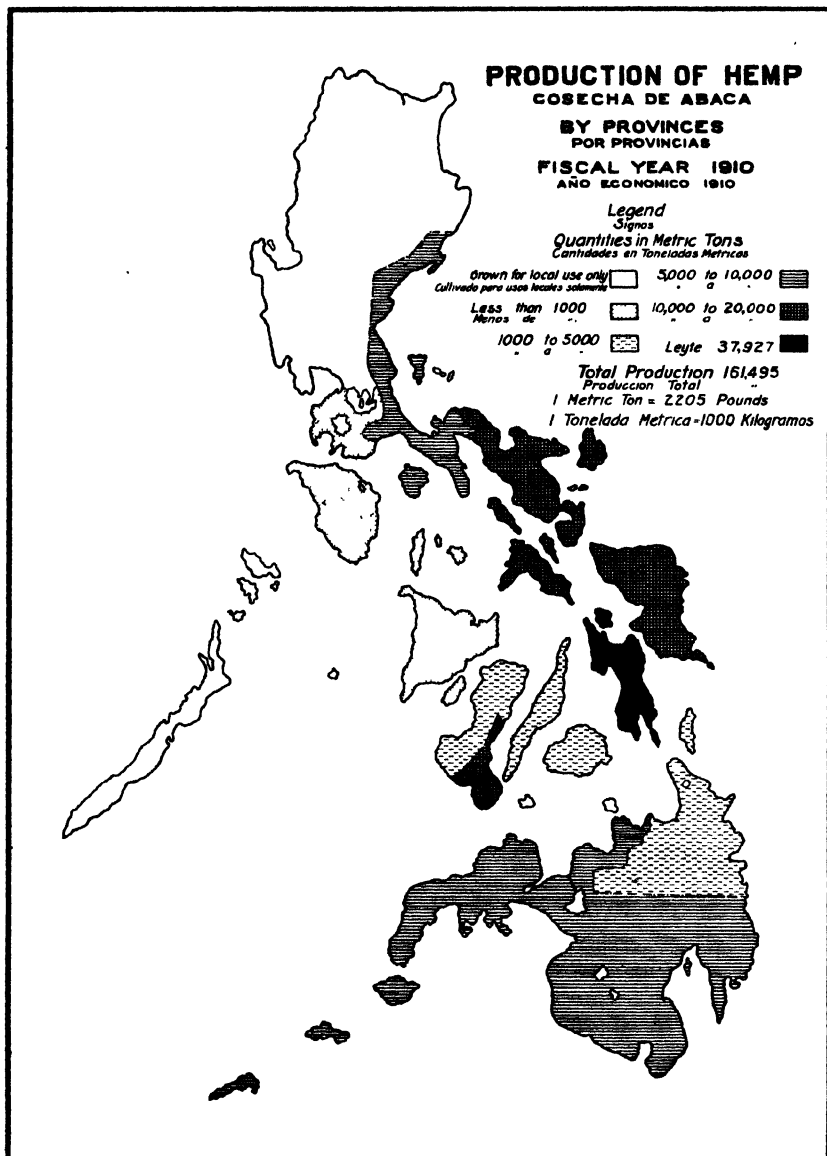 PRODUCTION OF HEMP
COSECHA DE ABACA
BY PROVINCES
POR PROVINCIAS
FISCAL YEAR 1910
AÑO ECONOMICO 1910
Legend
Signos
Quantities in Metric Tons
Cantidades en Toneladas Metricas
Grown for local use only
Cultivado para usos locales solamente
Less than 1000
Menos de "
1000 to 5000
" a "
5,000 to 10,000
" a "
10,000 to 20,000
" a "
Leyte 37,927
Total Production 161,495
Produccion Total "
1 Metric Ton = 2205 Pounds
1 Tonelada Metrica=1000 Kilogramos